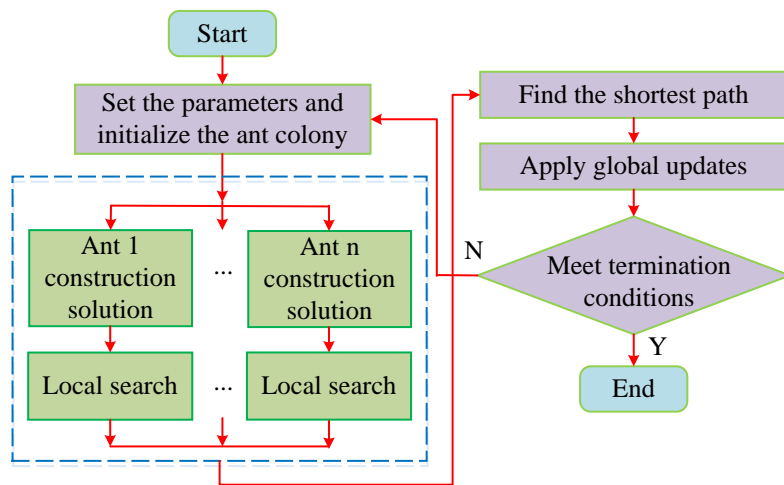 Start
Set the parameters and
initialize the ant colony
Ant 1
construction
solution
...
Ant n
construction
solution
Local search
...
Local search
Find the shortest path
Apply global updates
Meet termination
conditions
N
Y
End